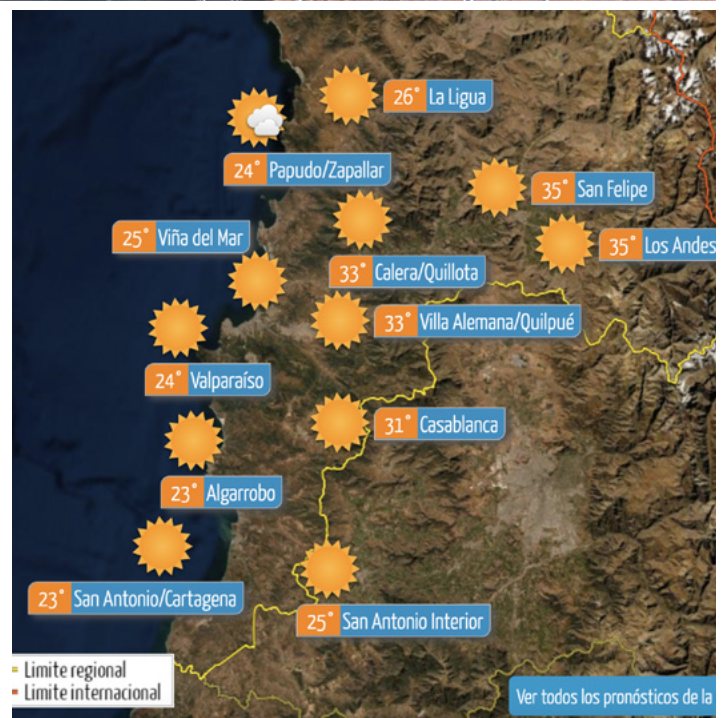 26° La Ligua
24° Papudo/Zapallar
35° San Felipe
25° Viña del Mar
35° Los Andes
33° Calera/Quillota
33° Villa Alemana/Quilpué
24° Valparaíso
31° Casablanca
23° Algarrobo
23° San Antonio/Cartagena
25° San Antonio Interior
Limite regional
Limite internacional
Ver todos los pronósticos de la